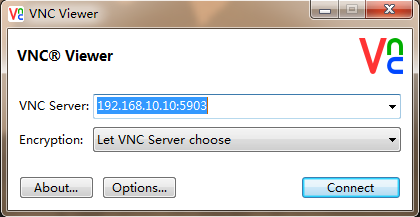 VNC Viewer
VNC® Viewer
VNC
VNC Server: 192.168.10.10:5903
Encryption: Let VNC Server choose
About... Options... Connect